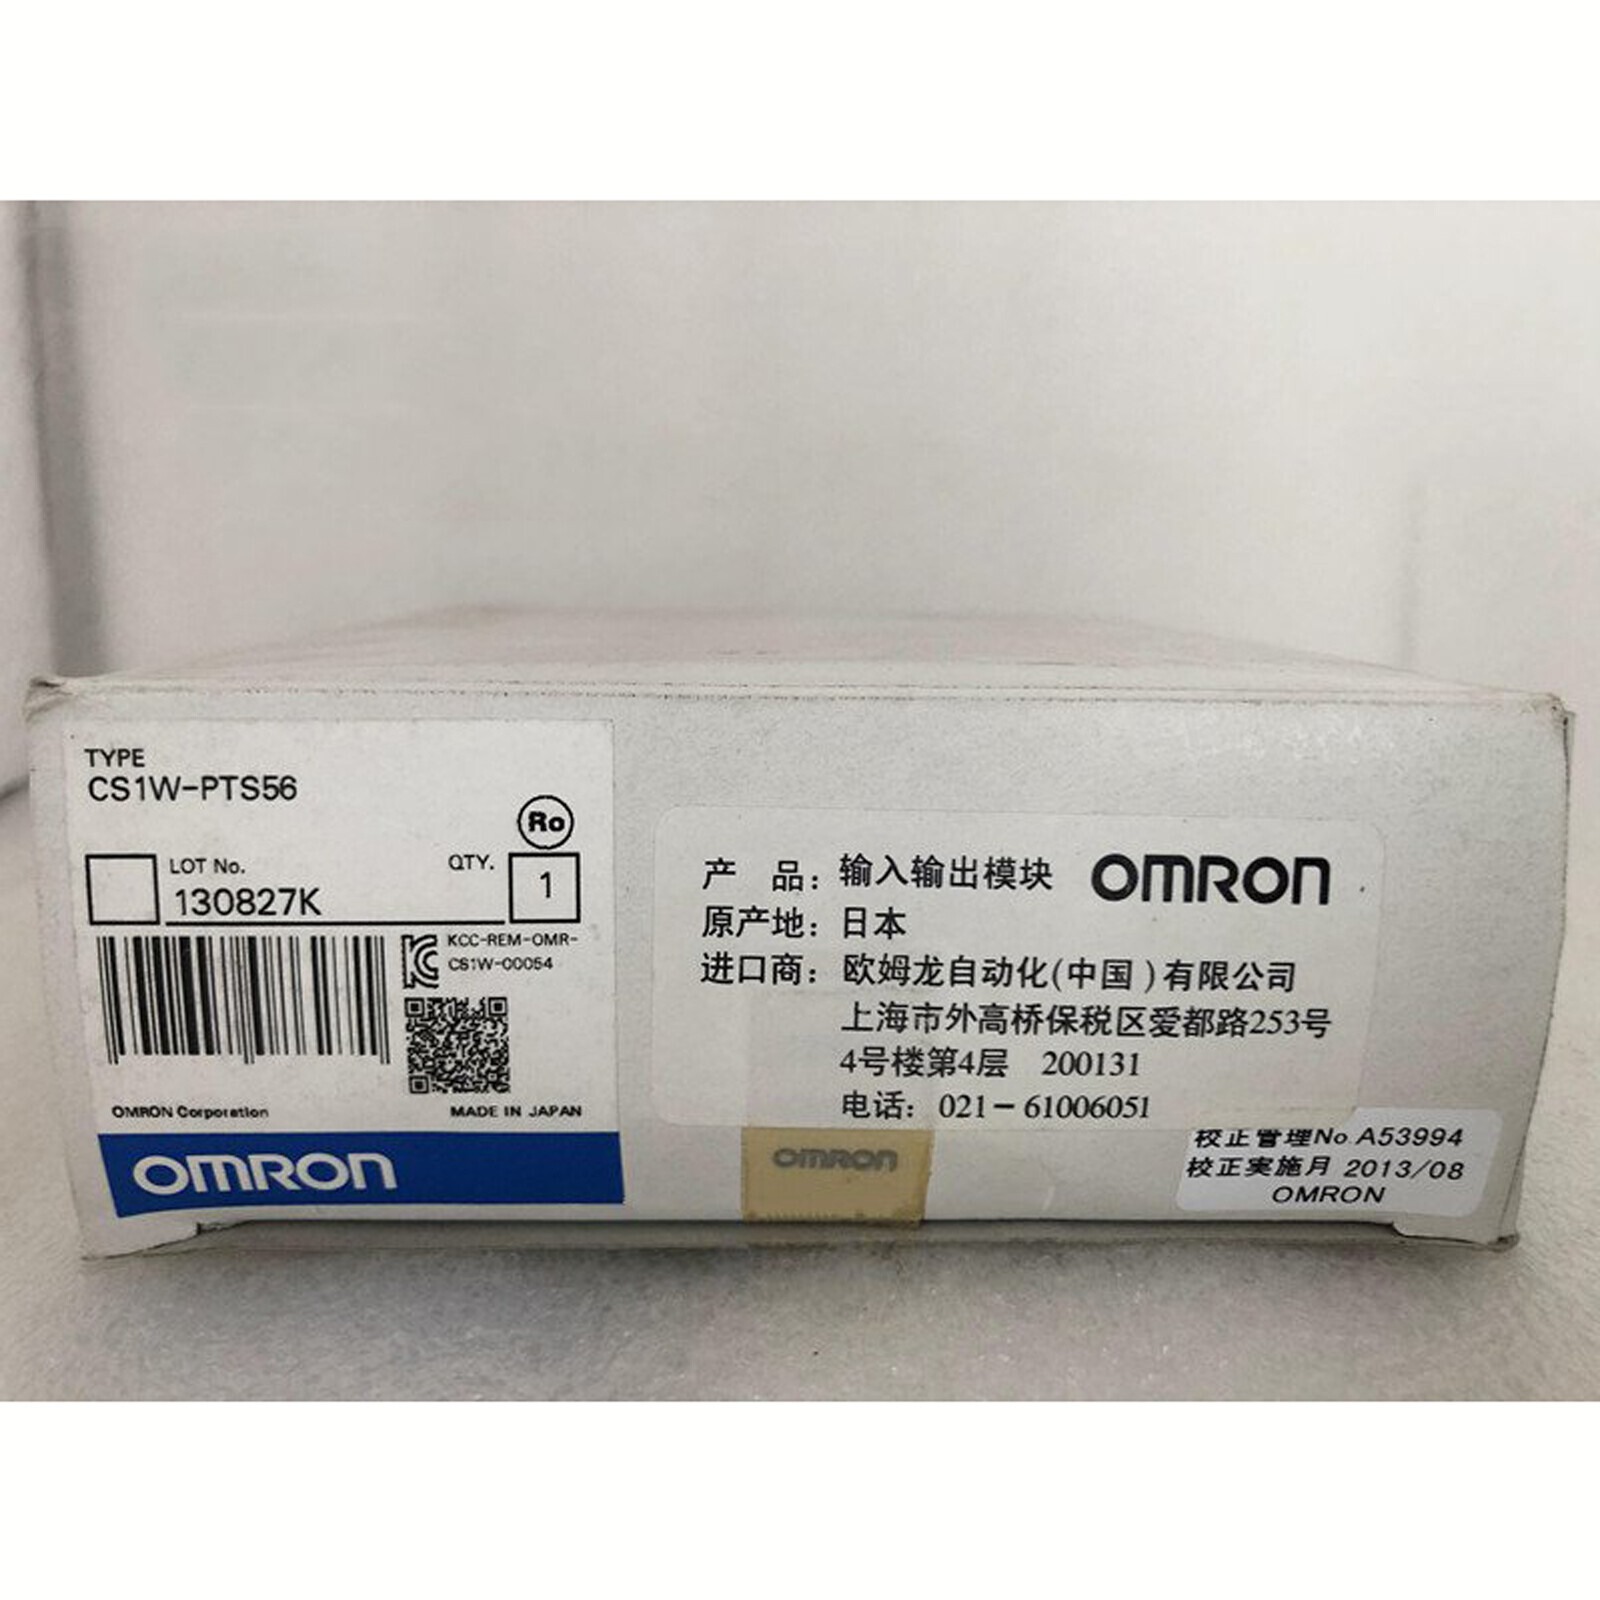 TYPE
CS1W-PTS56
Ro
LOT No.
130827K
QTY.
1
KCC-REM-OMR-
CS1W-00054
OMRON Corporation
MADE IN JAPAN
OMRON
产 品：输入输出模块 OMRON
原产地：日本
进口商：欧姆龙自动化(中国)有限公司
上海市外高桥保税区爱都路253号
4号楼第4层 200131
电话：021-61006051
OMRON
校正管理No.A53994
校正実施月 2013/08
OMRON